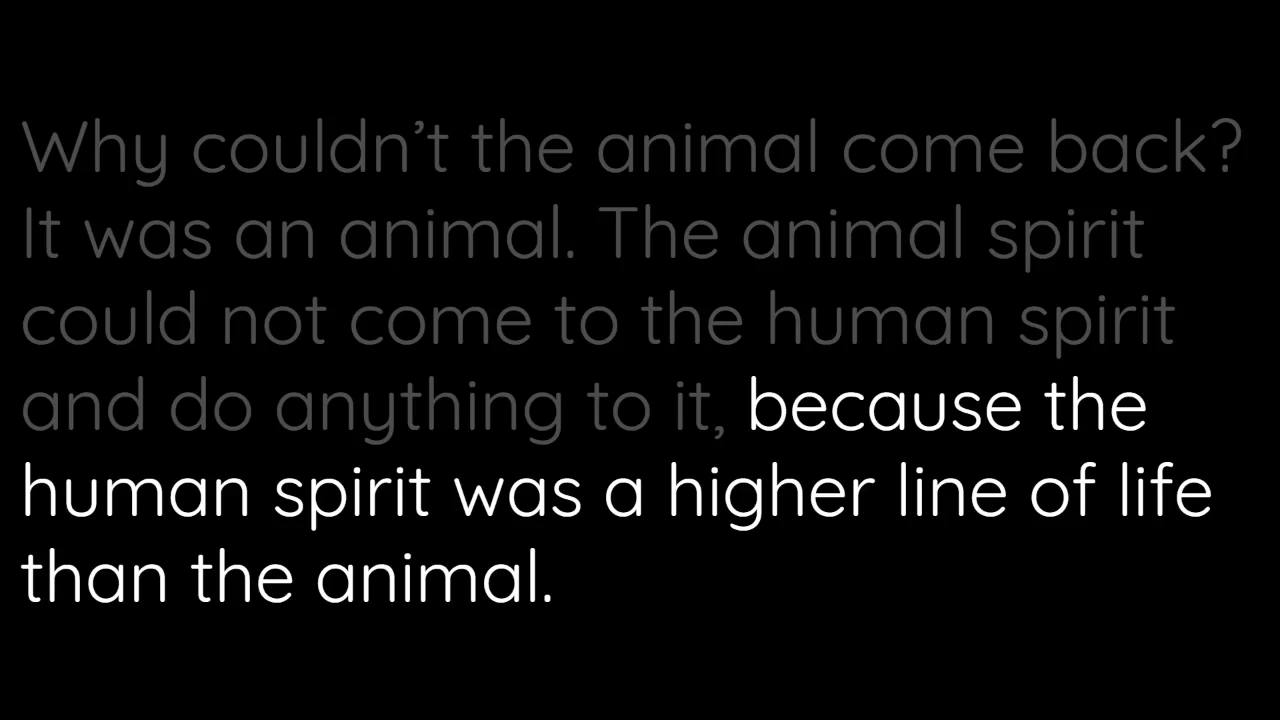 Why couldn’t the animal come back?
It was an animal. The animal spirit
could not come to the human spirit
and do anything to it, because the
human spirit was a higher line of life
than the animal.